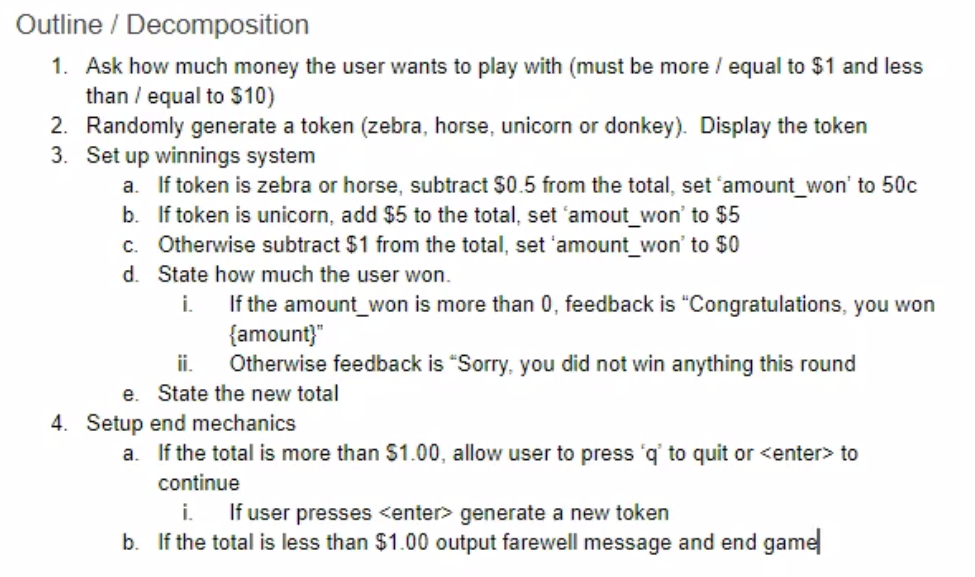 Outline / Decomposition
1. Ask how much money the user wants to play with (must be more / equal to $1 and less
than / equal to $10)
2. Randomly generate a token (zebra, horse, unicorn or donkey).  Display the token
3. Set up winnings system
a. If token is zebra or horse, subtract $0.5 from the total, set 'amount_won' to 50c
b. If token is unicorn, add $5 to the total, set 'amout_won' to $5
c. Otherwise subtract $1 from the total, set 'amount_won' to $0
d. State how much the user won.
i. If the amount_won is more than 0, feedback is “Congratulations, you won
{amount}”
ii. Otherwise feedback is “Sorry, you did not win anything this round
e. State the new total
4. Setup end mechanics
a. If the total is more than $1.00, allow user to press 'q' to quit or <enter> to
continue
i. If user presses <enter> generate a new token
b. If the total is less than $1.00 output farewell message and end game